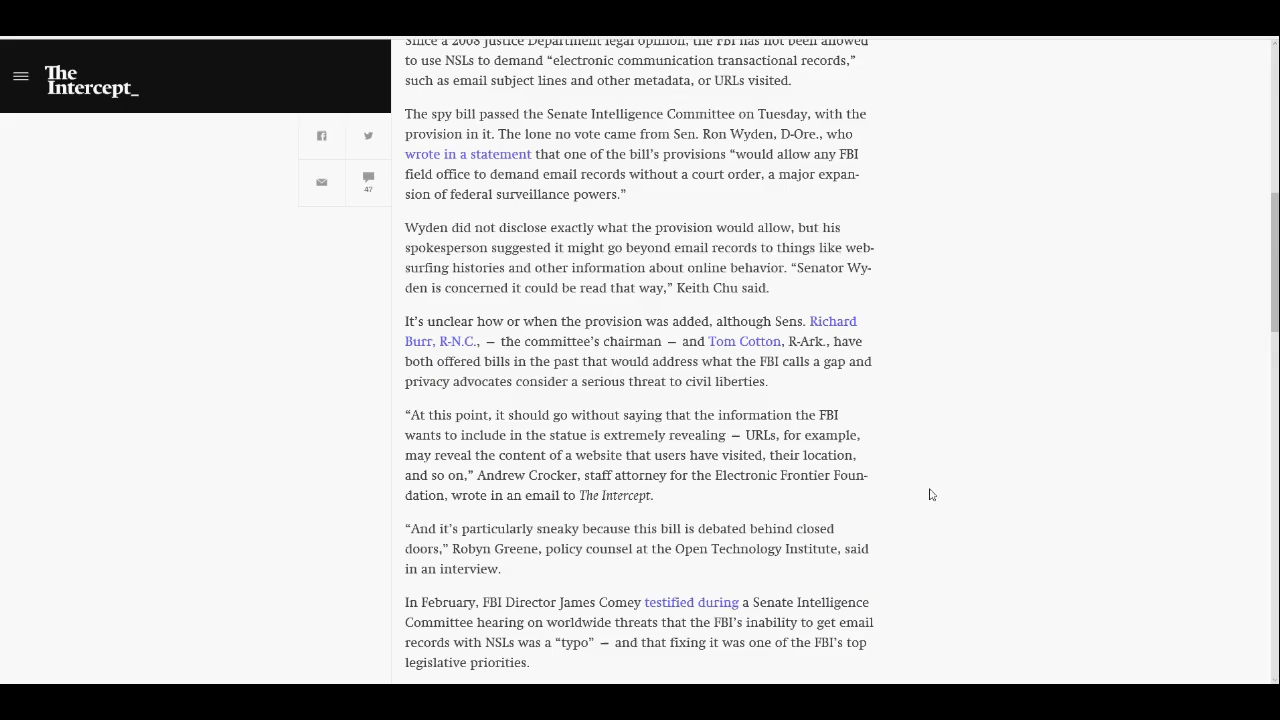 The
Intercept_
47
Since a 2008 Justice Department legal opinion, the FBI has not been allowed
to use NSLs to demand “electronic communication transactional records,”
such as email subject lines and other metadata, or URLs visited.
The spy bill passed the Senate Intelligence Committee on Tuesday, with the
provision in it. The lone no vote came from Sen. Ron Wyden, D-Ore., who
wrote in a statement that one of the bill’s provisions “would allow any FBI
field office to demand email records without a court order, a major expan-
sion of federal surveillance powers.”
Wyden did not disclose exactly what the provision would allow, but his
spokesperson suggested it might go beyond email records to things like web-
surfing histories and other information about online behavior. “Senator Wy-
den is concerned it could be read that way,” Keith Chu said.
It’s unclear how or when the provision was added, although Sens. Richard
Burr, R-N.C., — the committee’s chairman — and Tom Cotton, R-Ark., have
both offered bills in the past that would address what the FBI calls a gap and
privacy advocates consider a serious threat to civil liberties.
“At this point, it should go without saying that the information the FBI
wants to include in the statue is extremely revealing — URLs, for example,
may reveal the content of a website that users have visited, their location,
and so on,” Andrew Crocker, staff attorney for the Electronic Frontier Foun-
dation, wrote in an email to The Intercept.
“And it’s particularly sneaky because this bill is debated behind closed
doors,” Robyn Greene, policy counsel at the Open Technology Institute, said
in an interview.
In February, FBI Director James Comey testified during a Senate Intelligence
Committee hearing on worldwide threats that the FBI’s inability to get email
records with NSLs was a “typo” — and that fixing it was one of the FBI’s top
legislative priorities.